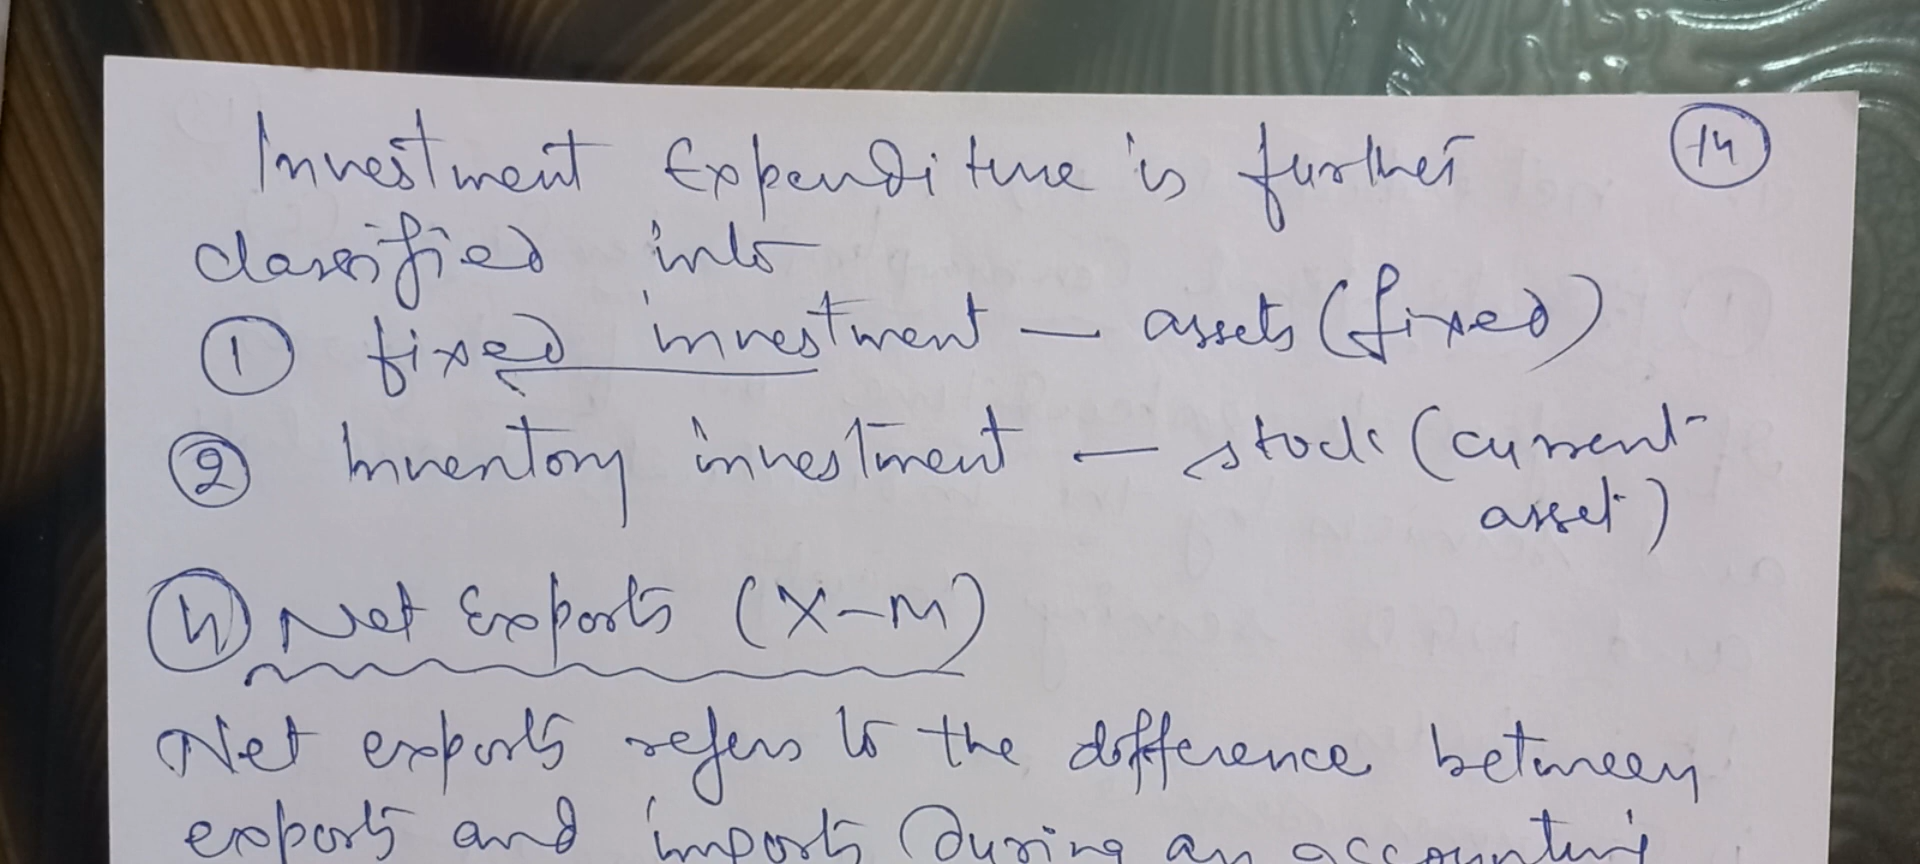 Investment Expenditure is further 14
classified into
1 fixed investment — assets (fixed)
2 Inventory investment — stock (current
asset)
4 Net Exports (X-M)
Net exports refers to the difference between
exports and imports during an accounting